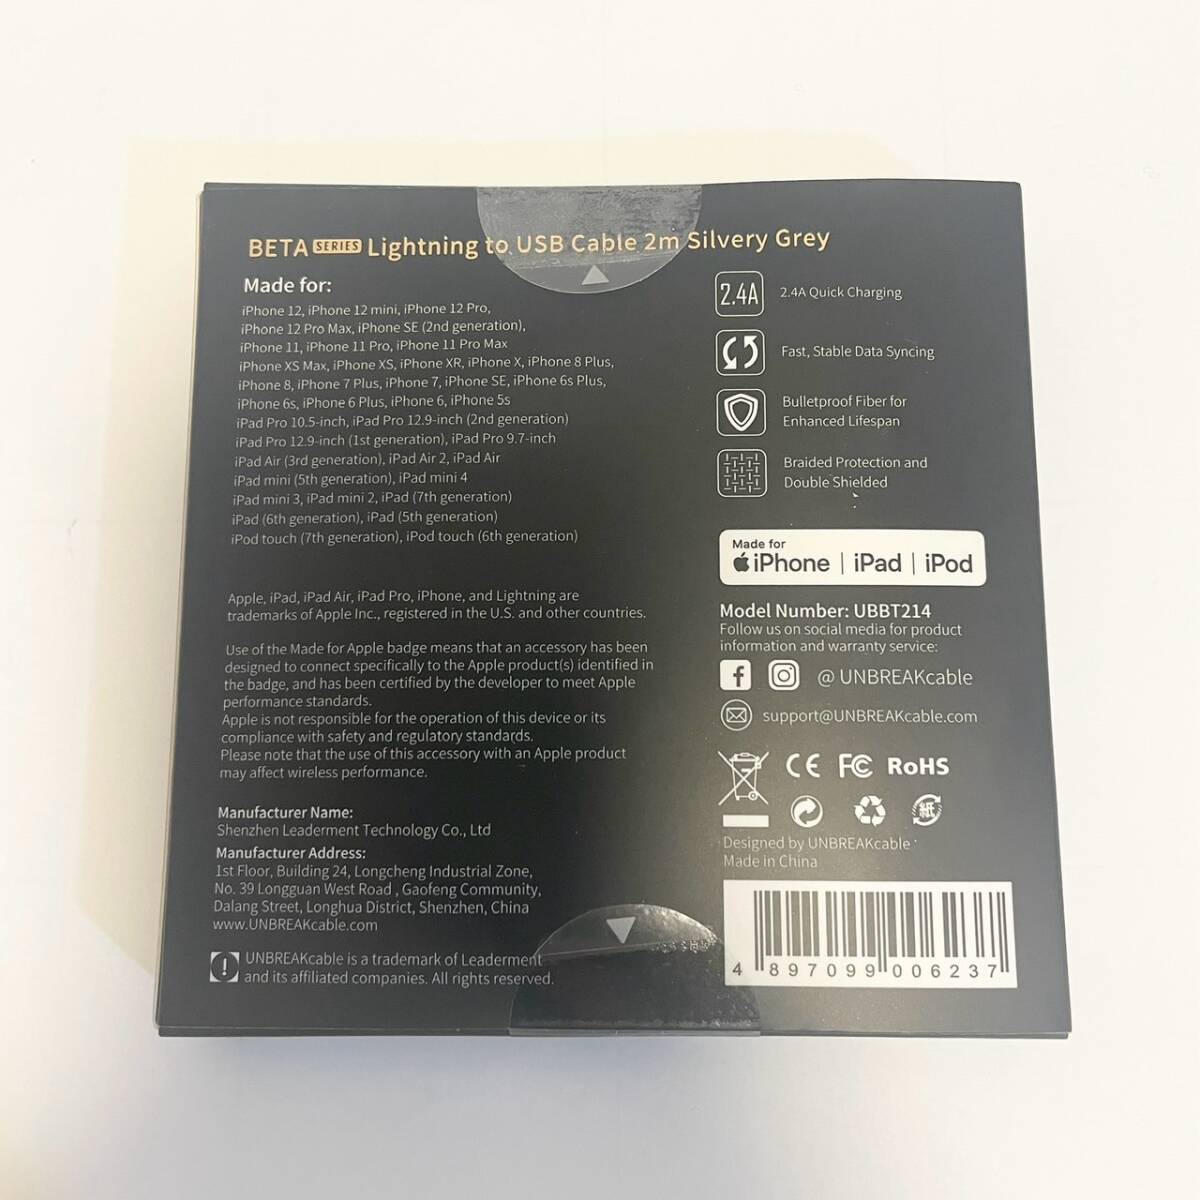 BETA SERIES Lightning to USB Cable 2m Silvery Grey
Made for:
iPhone 12, iPhone 12 mini, iPhone 12 Pro,
iPhone 12 Pro Max, iPhone SE (2nd generation),
iPhone 11, iPhone 11 Pro, iPhone 11 Pro Max
iPhone XS Max, iPhone XS, iPhone XR, iPhone X, iPhone 8 Plus,
iPhone 8, iPhone 7 Plus, iPhone 7, iPhone SE, iPhone 6s Plus,
iPhone 6s, iPhone 6 Plus, iPhone 6, iPhone 5s
iPad Pro 10.5-inch, iPad Pro 12.9-inch (2nd generation)
iPad Pro 12.9-inch (1st generation), iPad Pro 9.7-inch
iPad Air (3rd generation), iPad Air 2, iPad Air
iPad mini (5th generation), iPad mini 4
iPad mini 3, iPad mini 2, iPad (7th generation)
iPad (6th generation), iPad (5th generation)
iPod touch (7th generation), iPod touch (6th generation)
Apple, iPad, iPad Air, iPad Pro, iPhone, and Lightning are
trademarks of Apple Inc., registered in the U.S. and other countries.
Use of the Made for Apple badge means that an accessory has been
designed to connect specifically to the Apple product(s) identified in
the badge, and has been certified by the developer to meet Apple
performance standards.
Apple is not responsible for the operation of this device or its
compliance with safety and regulatory standards.
Please note that the use of this accessory with an Apple product
may affect wireless performance.
Manufacturer Name:
Shenzhen Leaderment Technology Co., Ltd
Manufacturer Address:
1st Floor, Building 24, Longcheng Industrial Zone,
No. 39 Longguan West Road , Gaofeng Community,
Dalang Street, Longhua District, Shenzhen, China
www.UNBREAKcable.com
UNBREAKcable is a trademark of Leaderment
and its affiliated companies. All rights reserved.
2.4A 2.4A Quick Charging
Fast, Stable Data Syncing
Bulletproof Fiber for
Enhanced Lifespan
Braided Protection and
Double Shielded
Made for
iPhone | iPad | iPod
Model Number: UBBT214
Follow us on social media for product
information and warranty service:
@ UNBREAKcable
support@UNBREAKcable.com
CE FC RoHS
紙
Designed by UNBREAKcable
Made in China
4 897099 006237